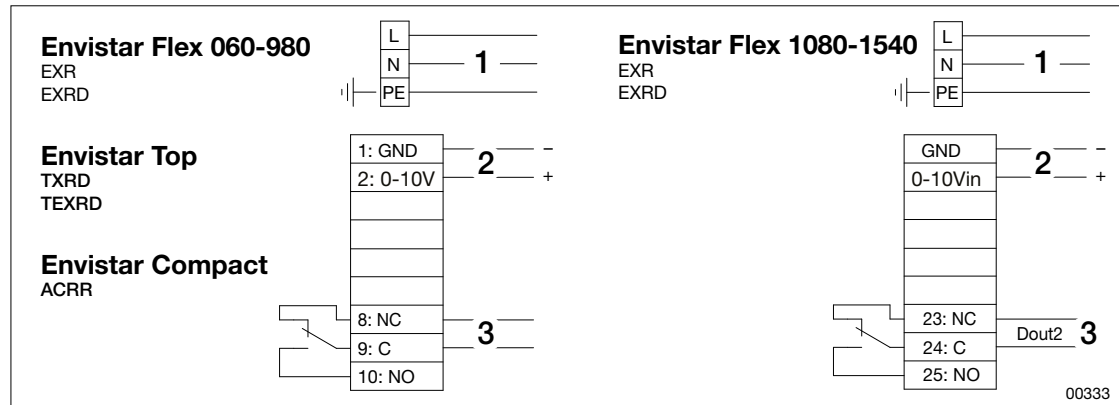 Envistar Flex 060-980
EXR
EXRD
L
N
PE
1
Envistar Top
TXRD
TEXRD
1: GND
2: 0-10V
2
–
+
Envistar Compact
ACRR
8: NC
9: C
10: NO
3
Envistar Flex 1080-1540
EXR
EXRD
L
N
PE
1
GND
0-10Vin
2
–
+
23: NC
24: C
25: NO
Dout2
3
00333